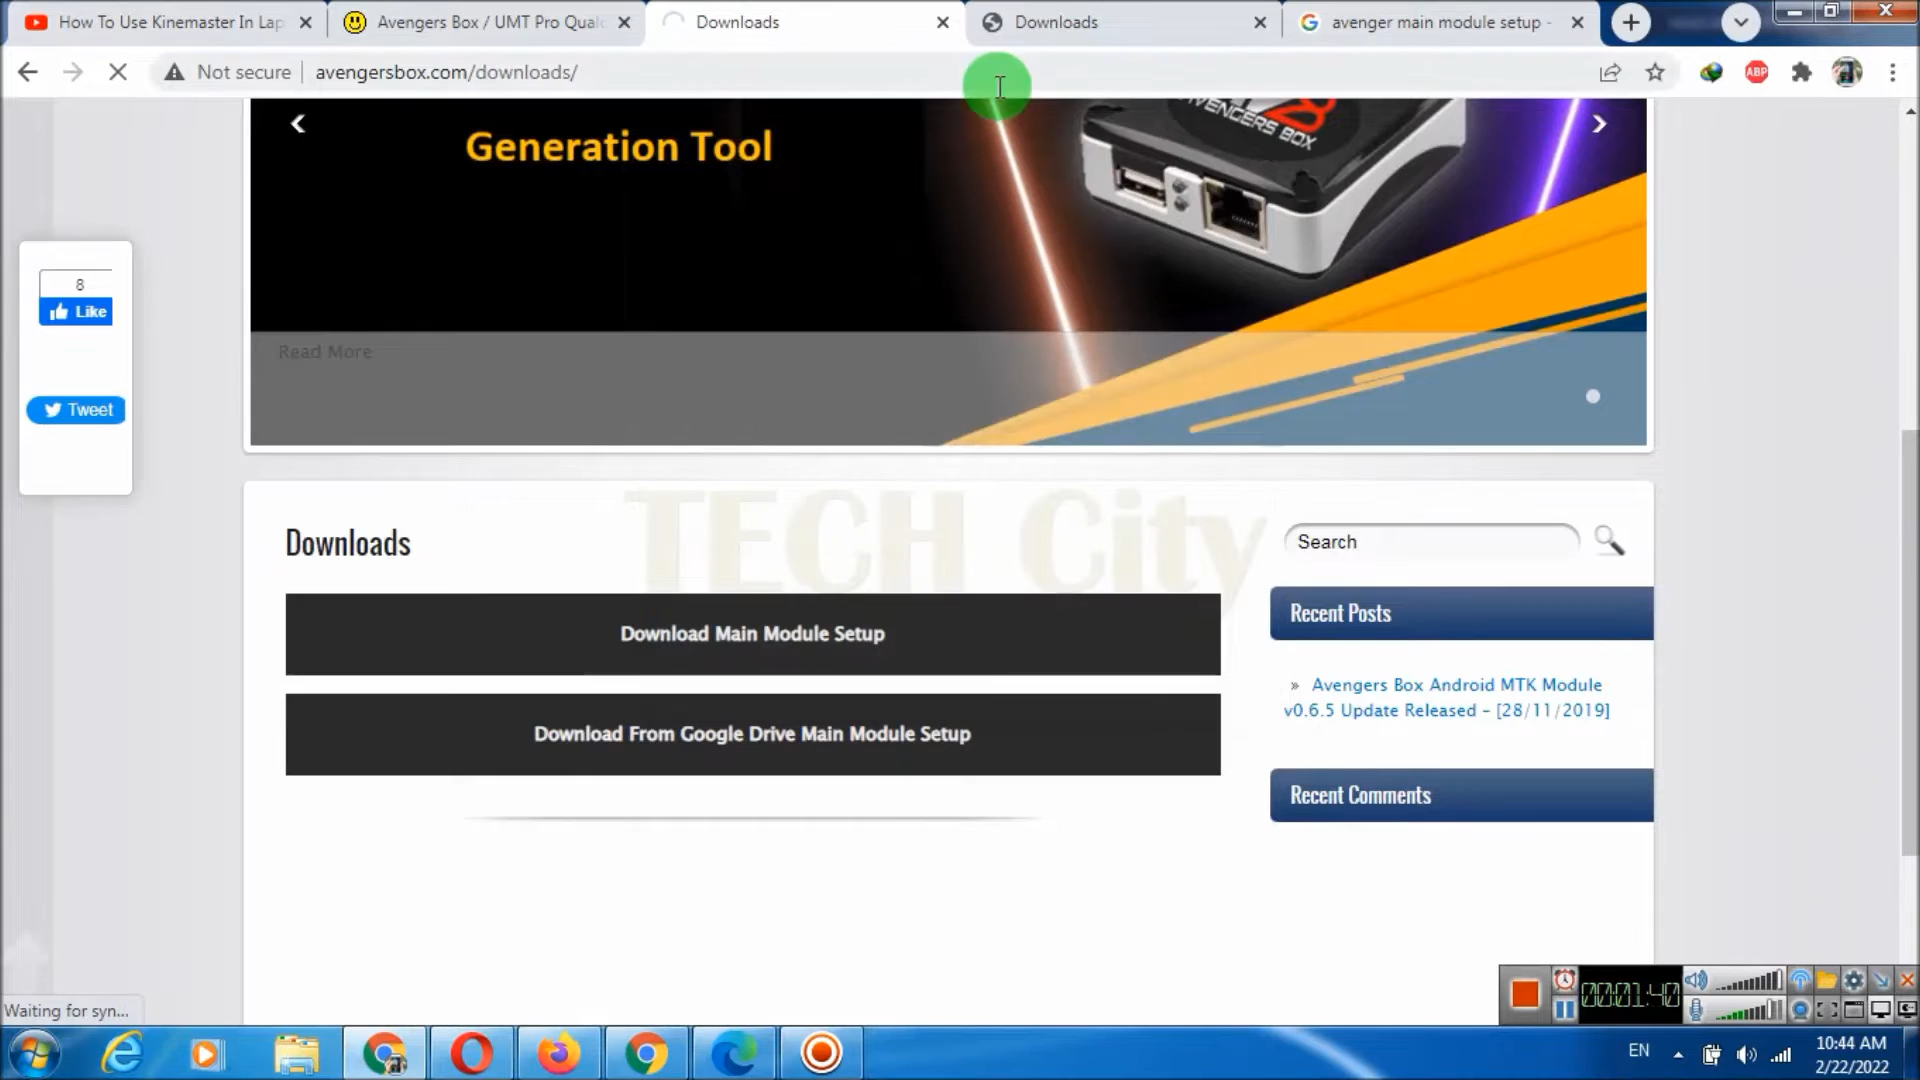 How To Use Kinemaster In Lap
Avengers Box / UMT Pro Qualc
Downloads
Downloads
avenger main module setup -
Not secure
avengersbox.com/downloads/
ABP
Generation Tool
AVENGERS BOX
8
Like
Read More
Tweet
TECH City
Downloads
Search
Download Main Module Setup
Recent Posts
» Avengers Box Android MTK Module
v0.6.5 Update Released – [28/11/2019]
Download From Google Drive Main Module Setup
Recent Comments
00:01:40
Waiting for syn...
EN
10:44 AM
2/22/2022